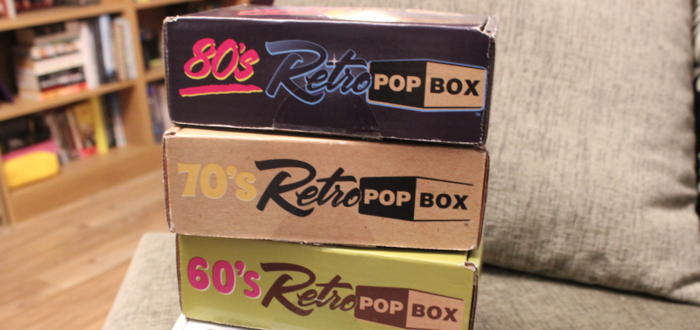 80's Retro POP BOX
70's Retro POP BOX
60's Retro POP BOX